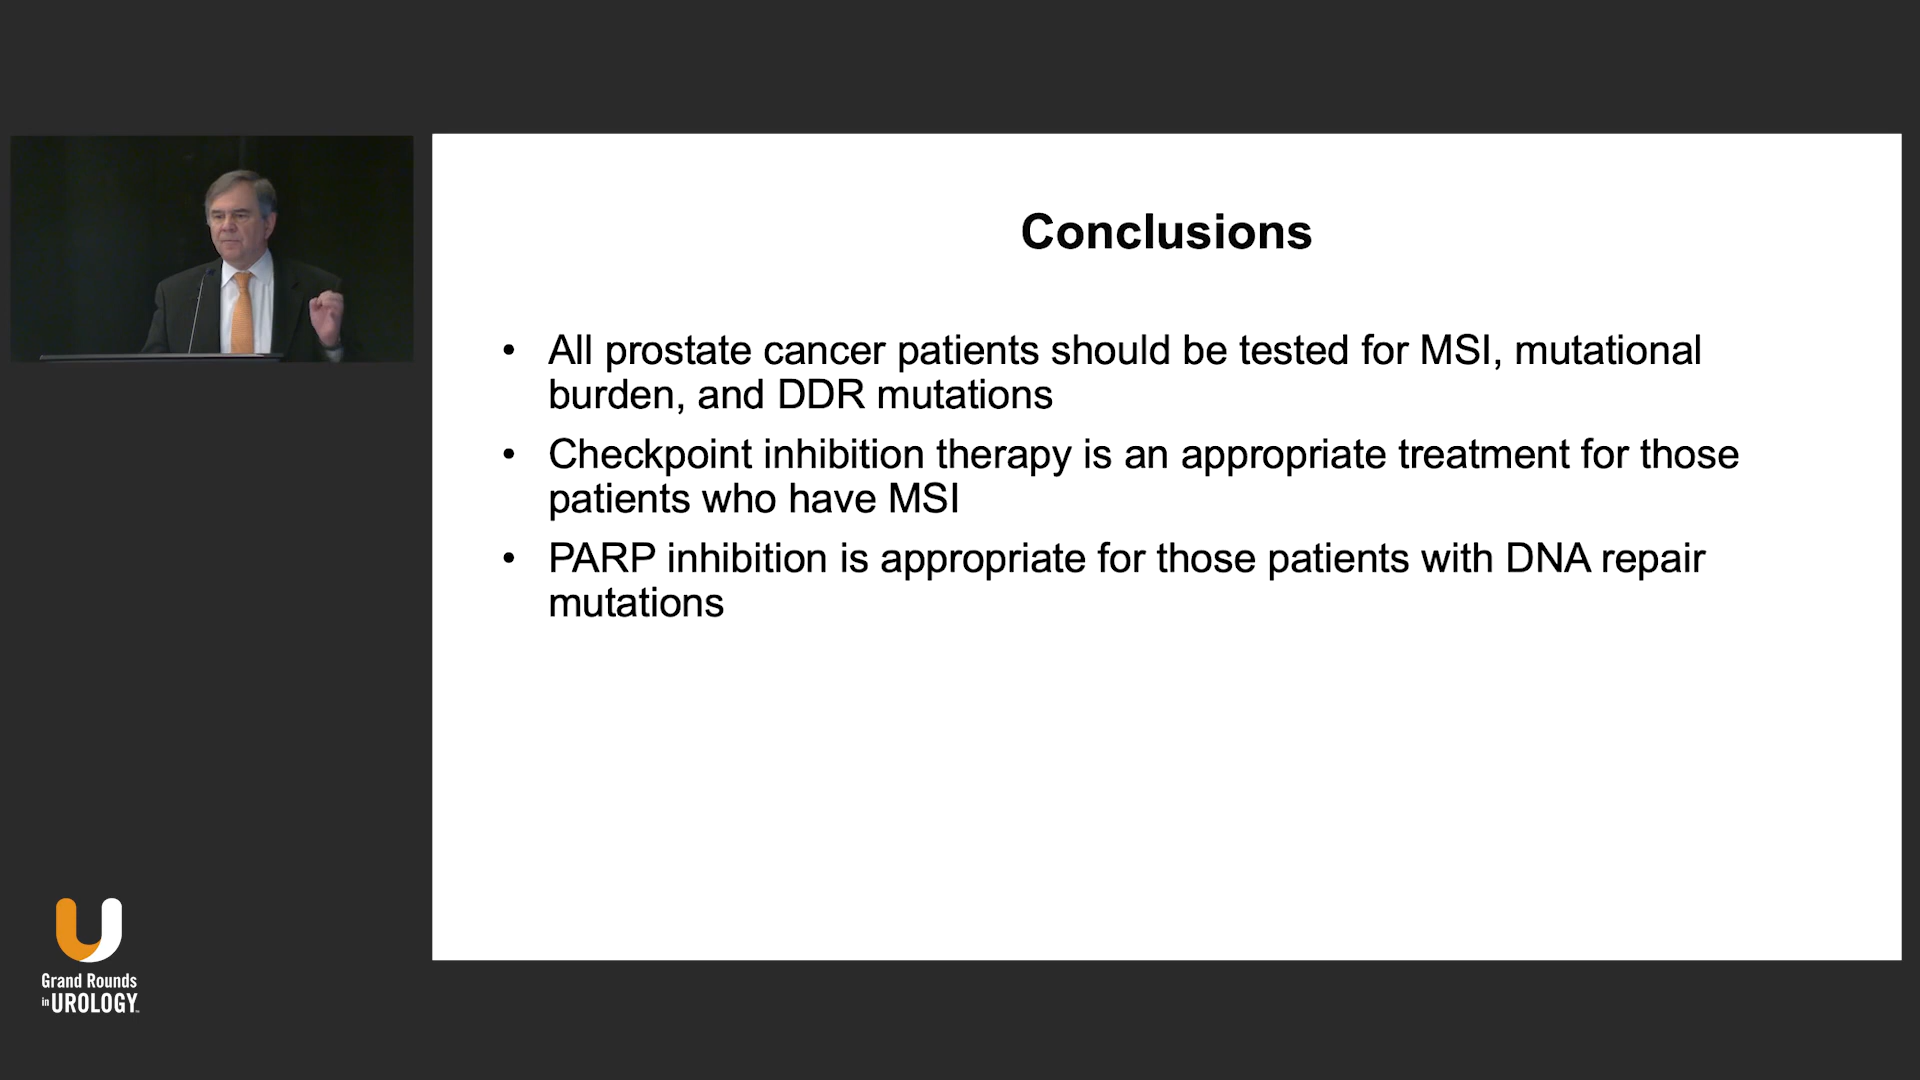 Conclusions
• All prostate cancer patients should be tested for MSI, mutational
burden, and DDR mutations
• Checkpoint inhibition therapy is an appropriate treatment for those
patients who have MSI
• PARP inhibition is appropriate for those patients with DNA repair
mutations
Grand Rounds
in UROLOGY